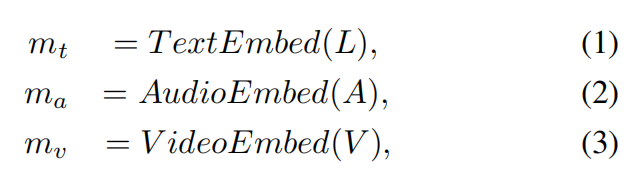 m_t = TextEmbed(L), (1)
m_a = AudioEmbed(A), (2)
m_v = VideoEmbed(V), (3)